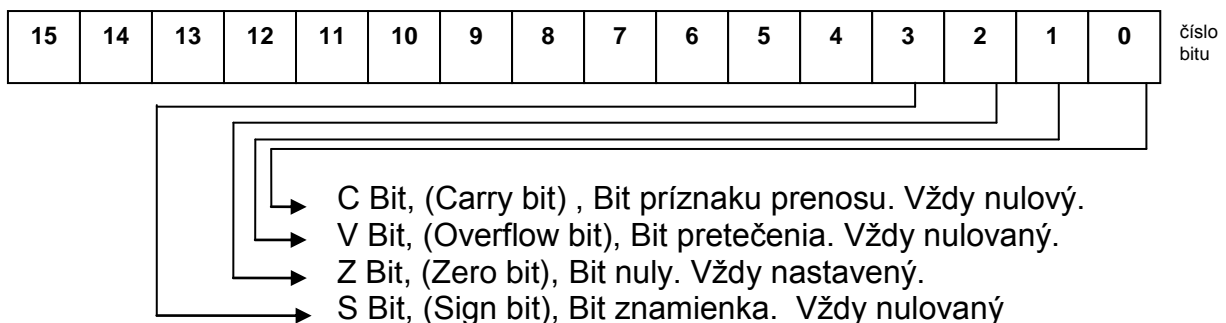 15 14 13 12 11 10 9 8 7 6 5 4 3 2 1 0 číslo
bitu
C Bit, (Carry bit) , Bit príznaku prenosu. Vždy nulový.
V Bit, (Overflow bit), Bit pretečenia. Vždy nulovaný.
Z Bit, (Zero bit), Bit nuly. Vždy nastavený.
S Bit, (Sign bit), Bit znamienka. Vždy nulovaný